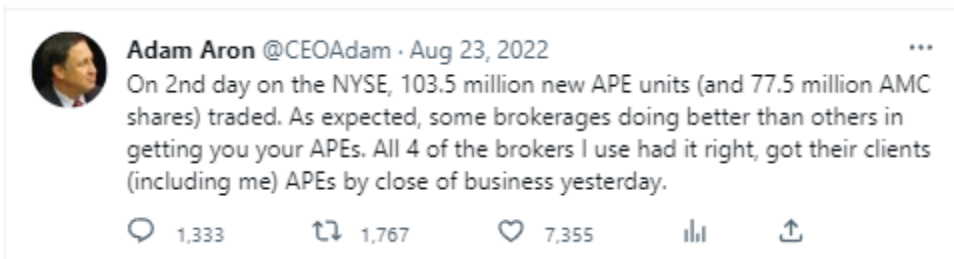 Adam Aron @CEOAdam · Aug 23, 2022
On 2nd day on the NYSE, 103.5 million new APE units (and 77.5 million AMC
shares) traded. As expected, some brokerages doing better than others in
getting you your APEs. All 4 of the brokers I use had it right, got their clients
(including me) APEs by close of business yesterday.
1,333 1,767 7,355